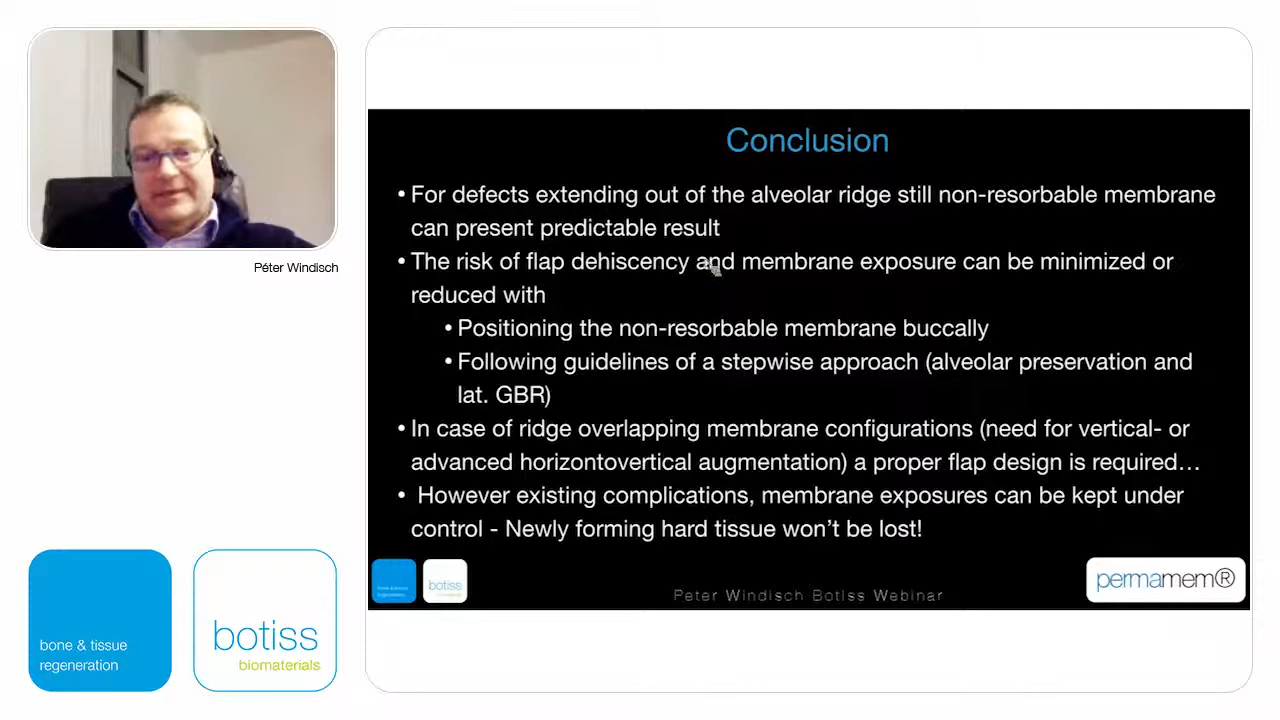 Péter Windisch
Conclusion
• For defects extending out of the alveolar ridge still non-resorbable membrane
can present predictable result
• The risk of flap dehiscency and membrane exposure can be minimized or
reduced with
• Positioning the non-resorbable membrane buccally
• Following guidelines of a stepwise approach (alveolar preservation and
lat. GBR)
• In case of ridge overlapping membrane configurations (need for vertical- or
advanced horizontovertical augmentation) a proper flap design is required…
• However existing complications, membrane exposures can be kept under
control - Newly forming hard tissue won't be lost!
botiss
Peter Windisch Botiss Webinar
permamem®
bone & tissue
regeneration
botiss
biomaterials